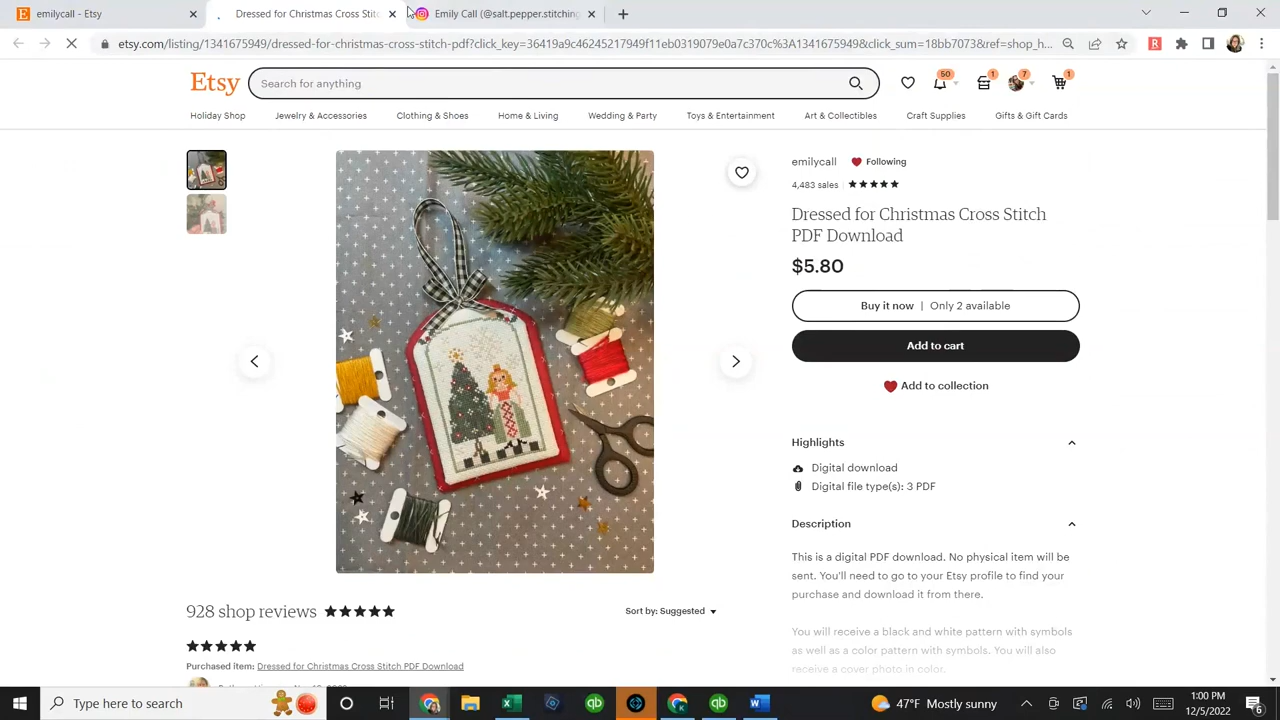 emilykall - Etsy
Dressed for Christmas Cross Stitc
Emily Call (@salt.pepper.stitching
etsy.com/listing/1341675949/dressed-for-christmas-cross-stitch-pdf?click_key=36419a9c46245217949f11eb0319079e0a7c370c%3A1341675949&click_sum=18bb7073&ref=shop_h...
Etsy
Search for anything
50
1
7
1
Holiday Shop
Jewelry & Accessories
Clothing & Shoes
Home & Living
Wedding & Party
Toys & Entertainment
Art & Collectibles
Craft Supplies
Gifts & Gift Cards
emilycall
Following
4,483 sales
Dressed for Christmas Cross Stitch
PDF Download
$5.80
Buy it now | Only 2 available
Add to cart
Add to collection
Highlights
Digital download
Digital file type(s): 3 PDF
Description
This is a digital PDF download. No physical item will be
sent. You'll need to go to your Etsy profile to find your
purchase and download it from there.
You will receive a black and white pattern with symbols
as well as a color pattern with symbols. You will also
receive a cover photo in color.
928 shop reviews
Sort by: Suggested
Purchased item: Dressed for Christmas Cross Stitch PDF Download
Type here to search
47°F Mostly sunny
1:00 PM
12/5/2022
6